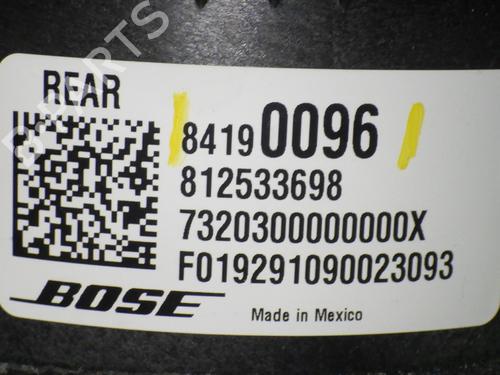 REAR
84190096
812533698
7320300000000X
F019291090023093
BOSE
Made in Mexico